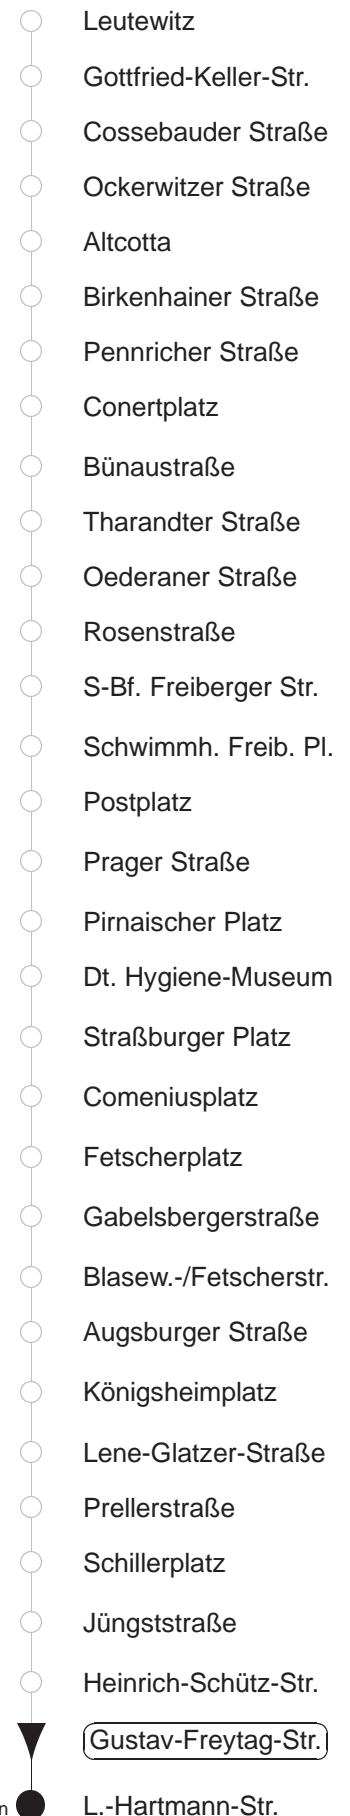 Leutewitz
Gottfried-Keller-Str.
Cossebauder Straße
Ockerwitzer Straße
Altcotta
Birkenhainer Straße
Pennricher Straße
Conertplatz
Bünaustraße
Tharandter Straße
Oederaner Straße
Rosenstraße
S-Bf. Freiberger Str.
Schwimmh. Freib. Pl.
Postplatz
Prager Straße
Pirnaischer Platz
Dt. Hygiene-Museum
Straßburger Platz
Comeniusplatz
Fetscherplatz
Gabelsbergerstraße
Blasew.-/Fetscherstr.
Augsburger Straße
Königsheimplatz
Lene-Glatzer-Straße
Prellerstraße
Schillerplatz
Jüngststraße
Heinrich-Schütz-Str.
Gustav-Freytag-Str.
L.-Hartmann-Str.